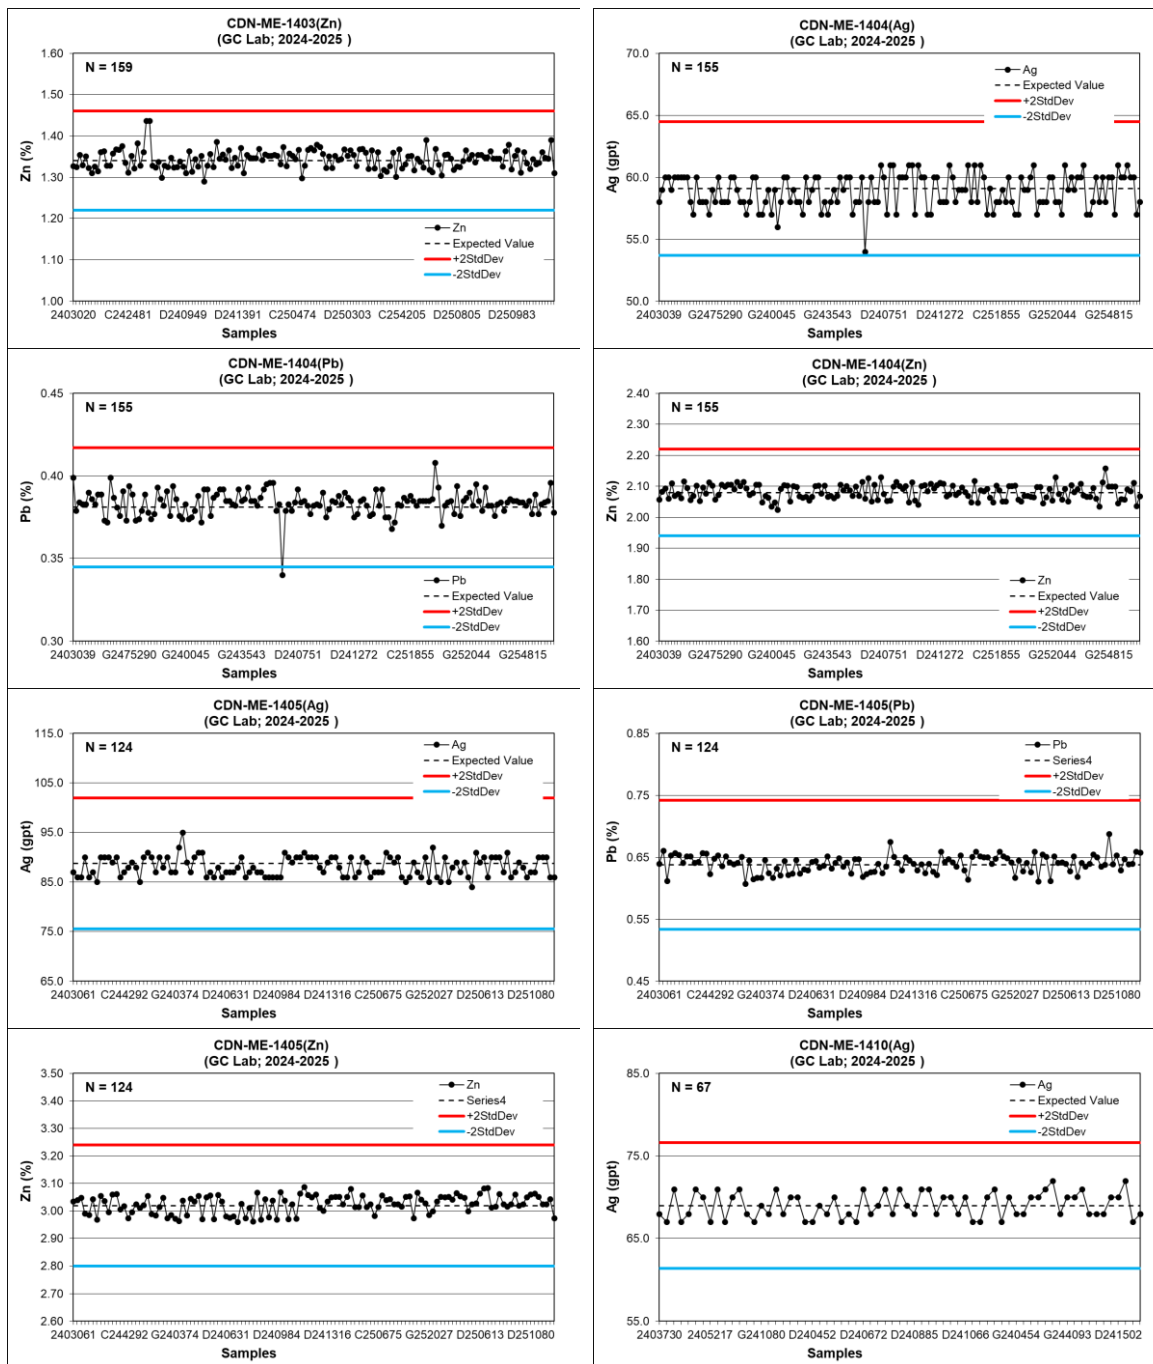 CDN-ME-1403(Zn)
(GC Lab; 2024-2025 )
N = 159
Zn (%)
1.60
1.50
1.40
1.30
1.20
1.10
1.00
Zn
Expected Value
+2StdDev
-2StdDev
2403020 C242481 D240949 D241391 C250474 D250303 C254205 D250805 D250983
Samples
CDN-ME-1404(Ag)
(GC Lab; 2024-2025 )
N = 155
Ag (gpt)
70.0
65.0
60.0
55.0
50.0
Ag
Expected Value
+2StdDev
-2StdDev
2403039 G2475290 G240045 G243543 D240751 D241272 C251855 G252044 G254815
Samples
CDN-ME-1404(Pb)
(GC Lab; 2024-2025 )
N = 155
Pb (%)
0.45
0.40
0.35
0.30
Pb
Expected Value
+2StdDev
-2StdDev
2403039 G2475290 G240045 G243543 D240751 D241272 C251855 G252044 G254815
Samples
CDN-ME-1404(Zn)
(GC Lab; 2024-2025 )
N = 155
Zn (%)
2.40
2.30
2.20
2.10
2.00
1.90
1.80
1.70
1.60
Zn
Expected Value
+2StdDev
-2StdDev
2403039 G2475290 G240045 G243543 D240751 D241272 C251855 G252044 G254815
Samples
CDN-ME-1405(Ag)
(GC Lab; 2024-2025 )
N = 124
Ag (gpt)
115.0
105.0
95.0
85.0
75.0
65.0
Ag
Expected Value
+2StdDev
-2StdDev
2403061 C244292 G240374 D240631 D240984 D241316 C250675 G252027 D250613 D251080
Samples
CDN-ME-1405(Pb)
(GC Lab; 2024-2025 )
N = 124
Pb (%)
0.85
0.75
0.65
0.55
0.45
Pb
Series4
+2StdDev
-2StdDev
2403061 C244292 G240374 D240631 D240984 D241316 C250675 G252027 D250613 D251080
Samples
CDN-ME-1405(Zn)
(GC Lab; 2024-2025 )
N = 124
Zn (%)
3.50
3.40
3.30
3.20
3.10
3.00
2.90
2.80
2.70
2.60
Zn
Series4
+2StdDev
-2StdDev
2403061 C244292 G240374 D240631 D240984 D241316 C250675 G252027 D250613 D251080
Samples
CDN-ME-1410(Ag)
(GC Lab; 2024-2025 )
N = 67
Ag (gpt)
85.0
75.0
65.0
55.0
Ag
Expected Value
+2StdDev
-2StdDev
2403730 2405217 G241080 D240452 D240672 D240885 D241066 G240454 G244093 D241502
Samples